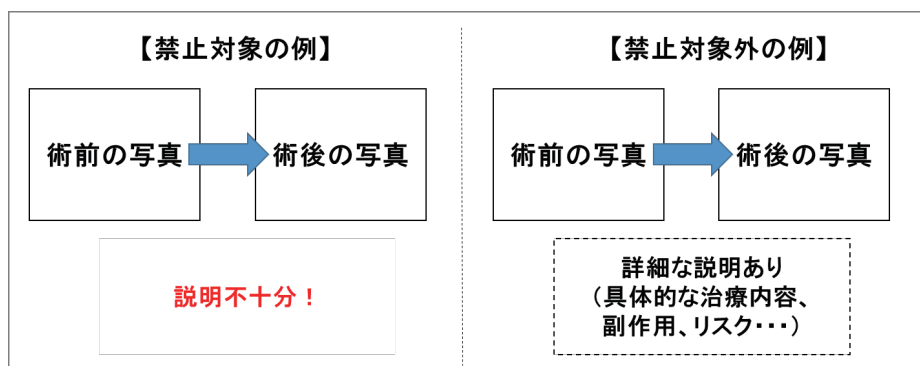 【禁止対象の例】
術前の写真
術後の写真
説明不十分！
【禁止対象外の例】
術前の写真
術後の写真
詳細な説明あり
（具体的な治療内容、
副作用、リスク・・・）